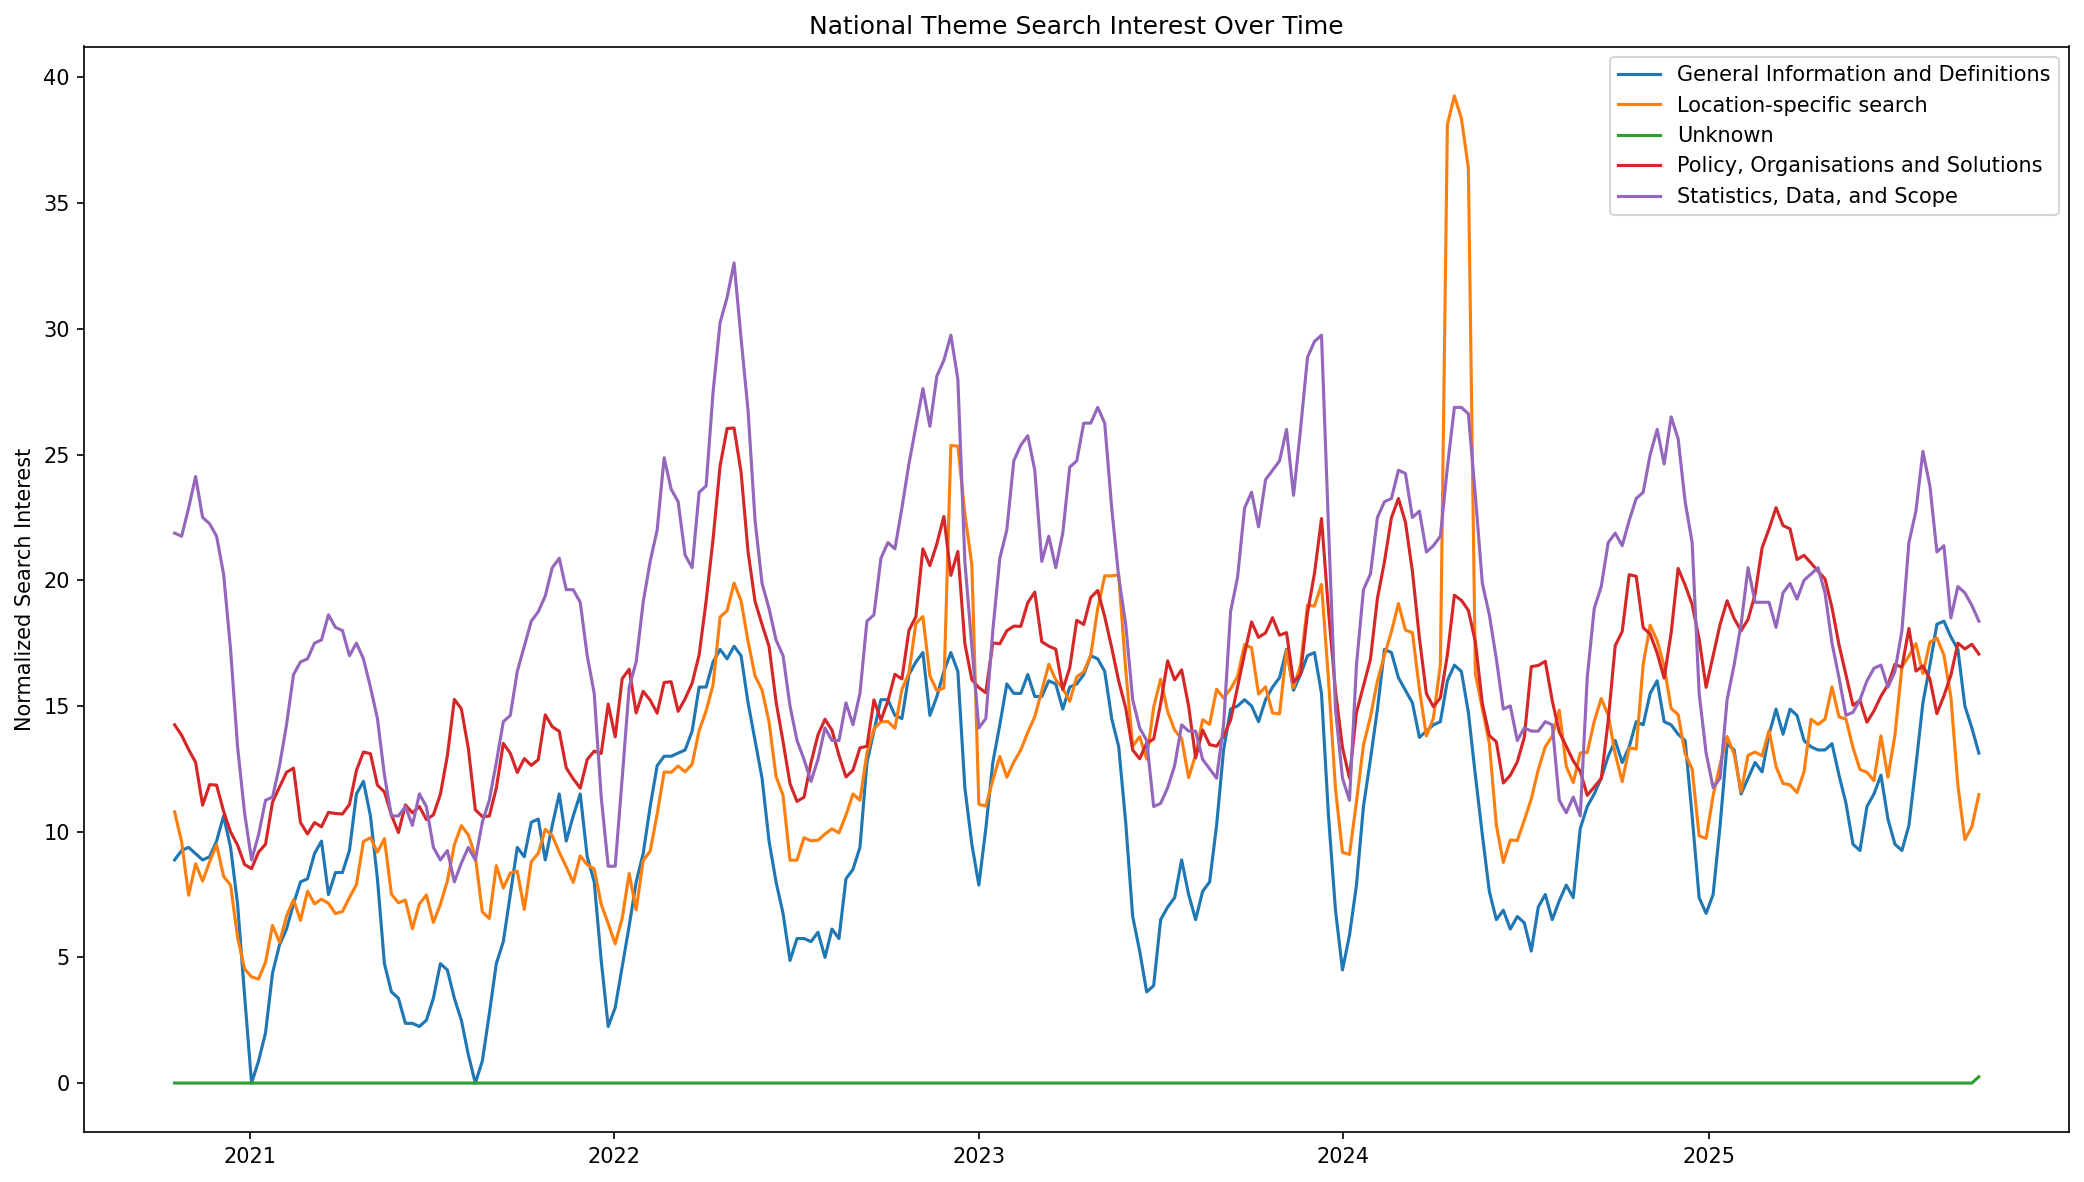 National Theme Search Interest Over Time
General Information and Definitions
Location-specific search
Unknown
Policy, Organisations and Solutions
Statistics, Data, and Scope
Normalized Search Interest
40
35
30
25
20
15
10
5
0
2021
2022
2023
2024
2025